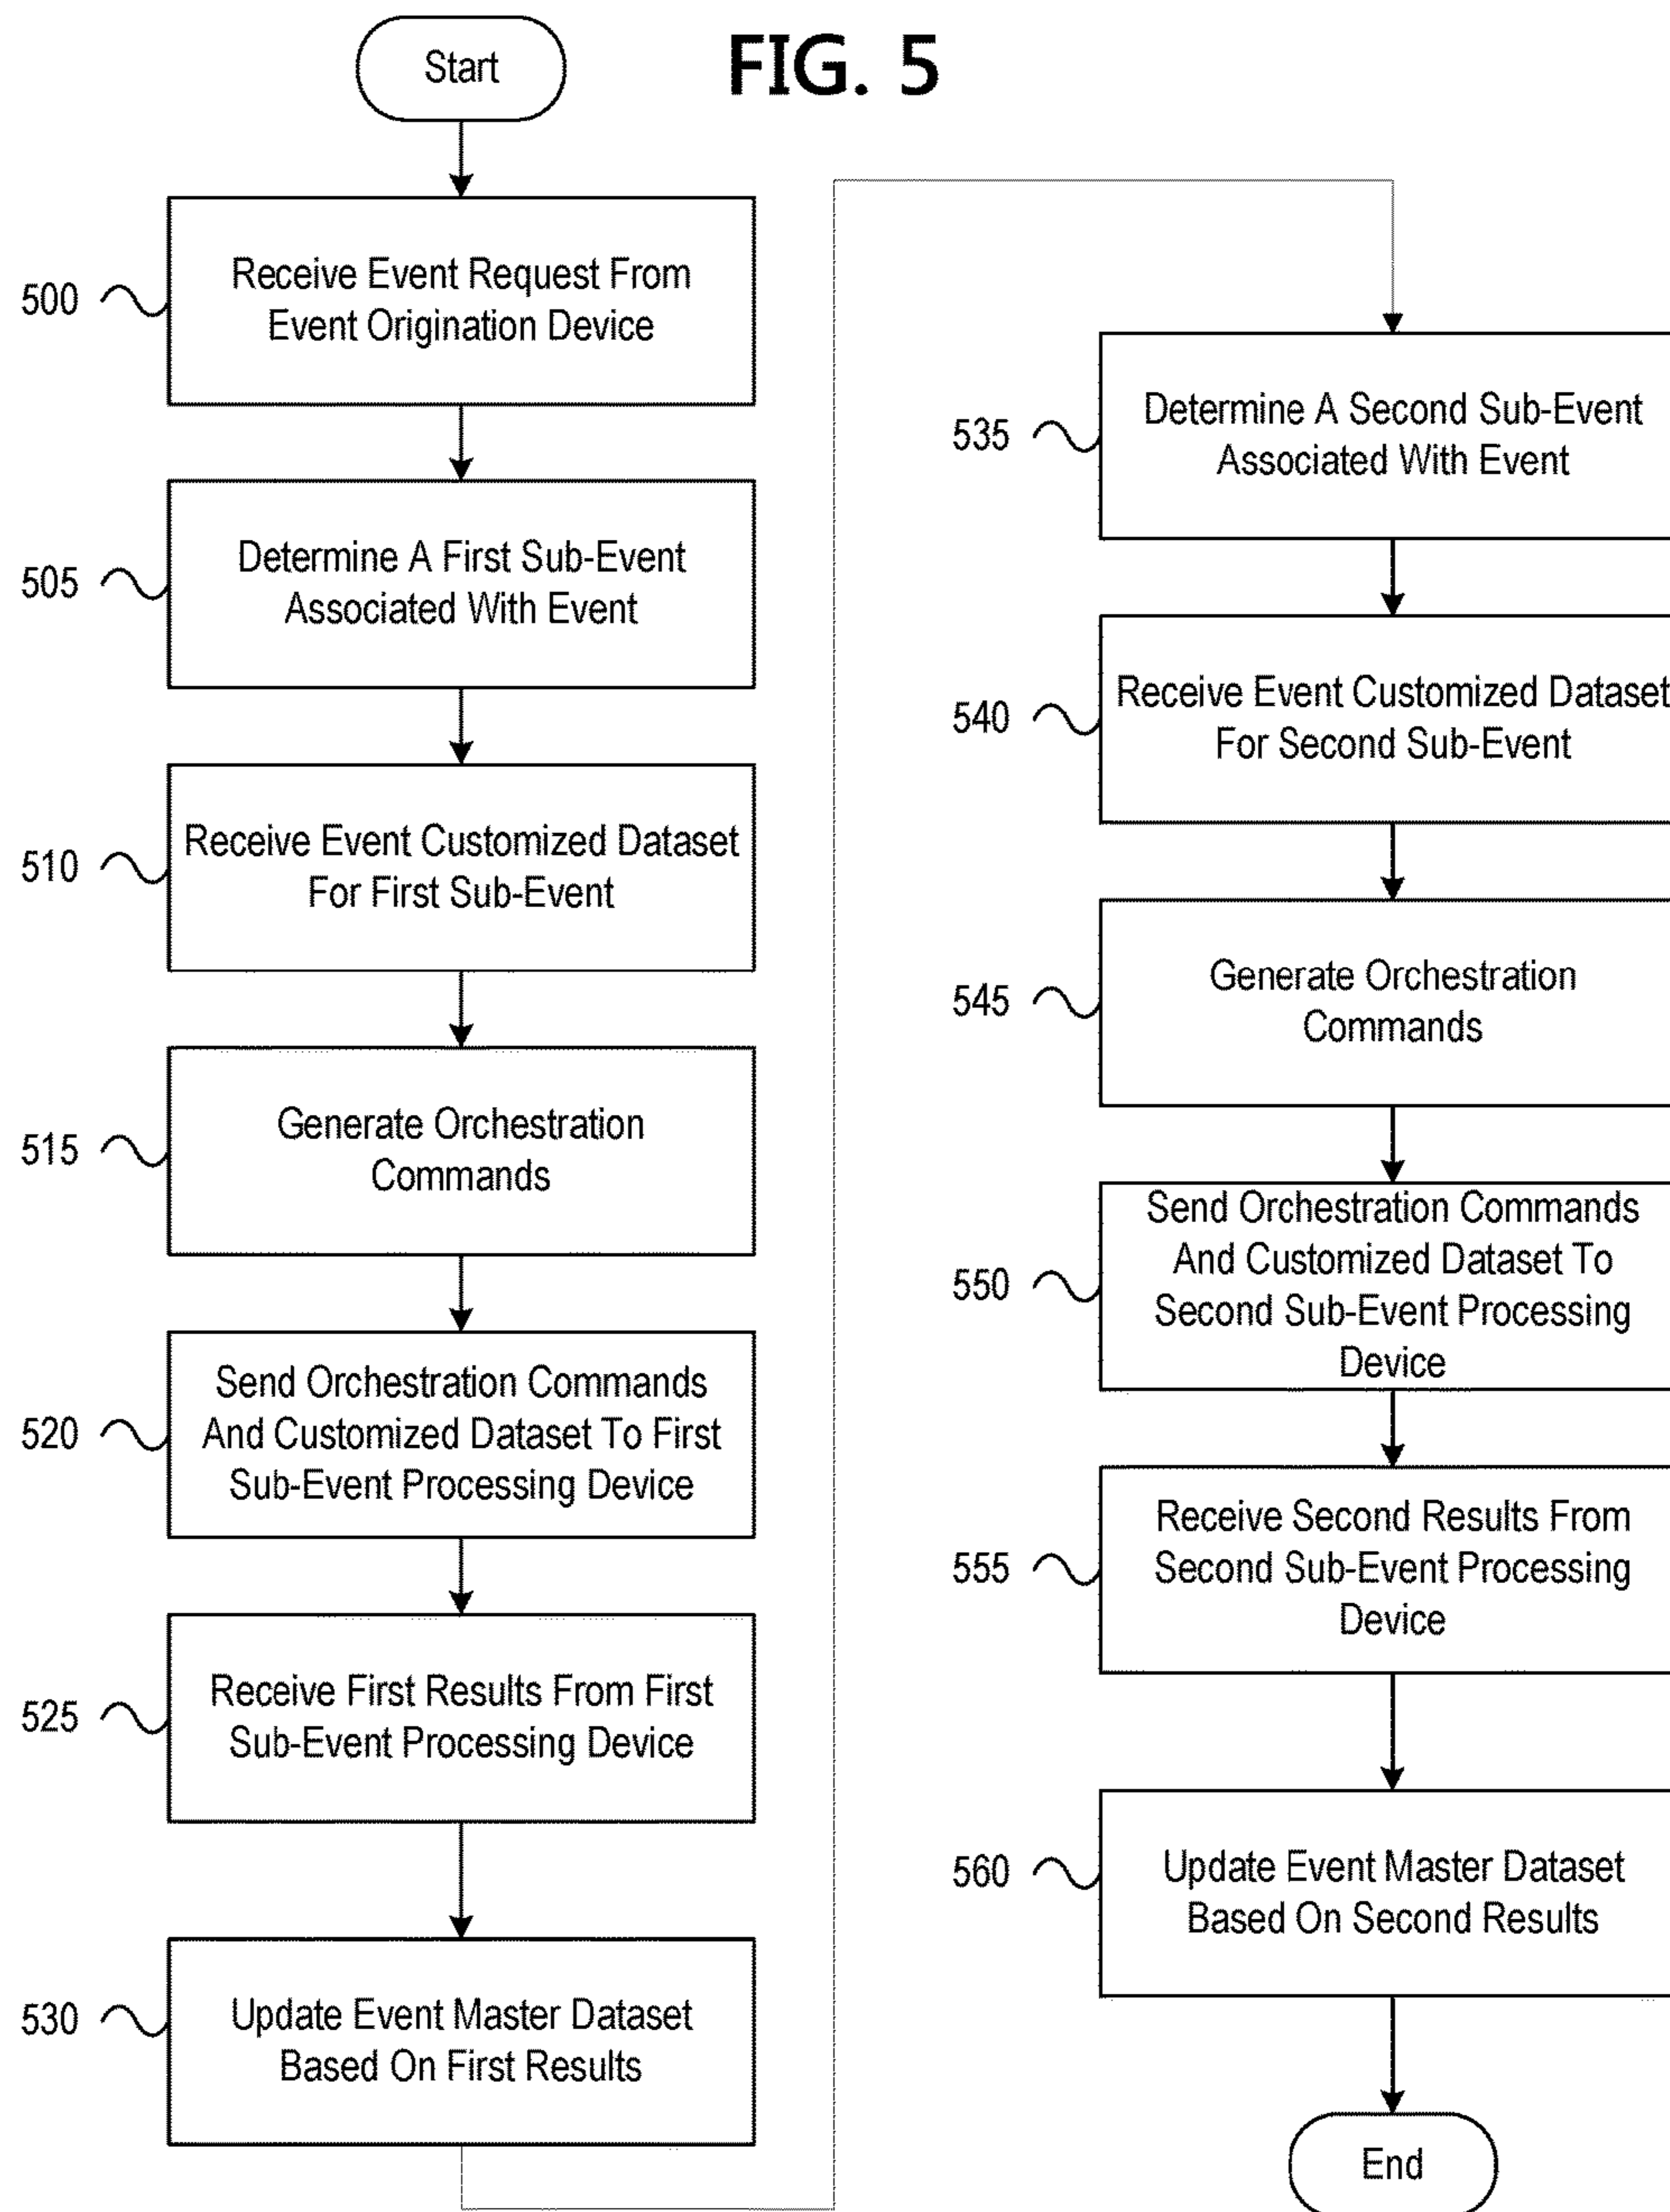 FIG. 5
Start
500
Receive Event Request From
Event Origination Device
505
Determine A First Sub-Event
Associated With Event
510
Receive Event Customized Dataset
For First Sub-Event
515
Generate Orchestration
Commands
520
Send Orchestration Commands
And Customized Dataset To First
Sub-Event Processing Device
525
Receive First Results From First
Sub-Event Processing Device
530
Update Event Master Dataset
Based On First Results
535
Determine A Second Sub-Event
Associated With Event
540
Receive Event Customized Dataset
For Second Sub-Event
545
Generate Orchestration
Commands
550
Send Orchestration Commands
And Customized Dataset To
Second Sub-Event Processing
Device
555
Receive Second Results From
Second Sub-Event Processing
Device
560
Update Event Master Dataset
Based On Second Results
End